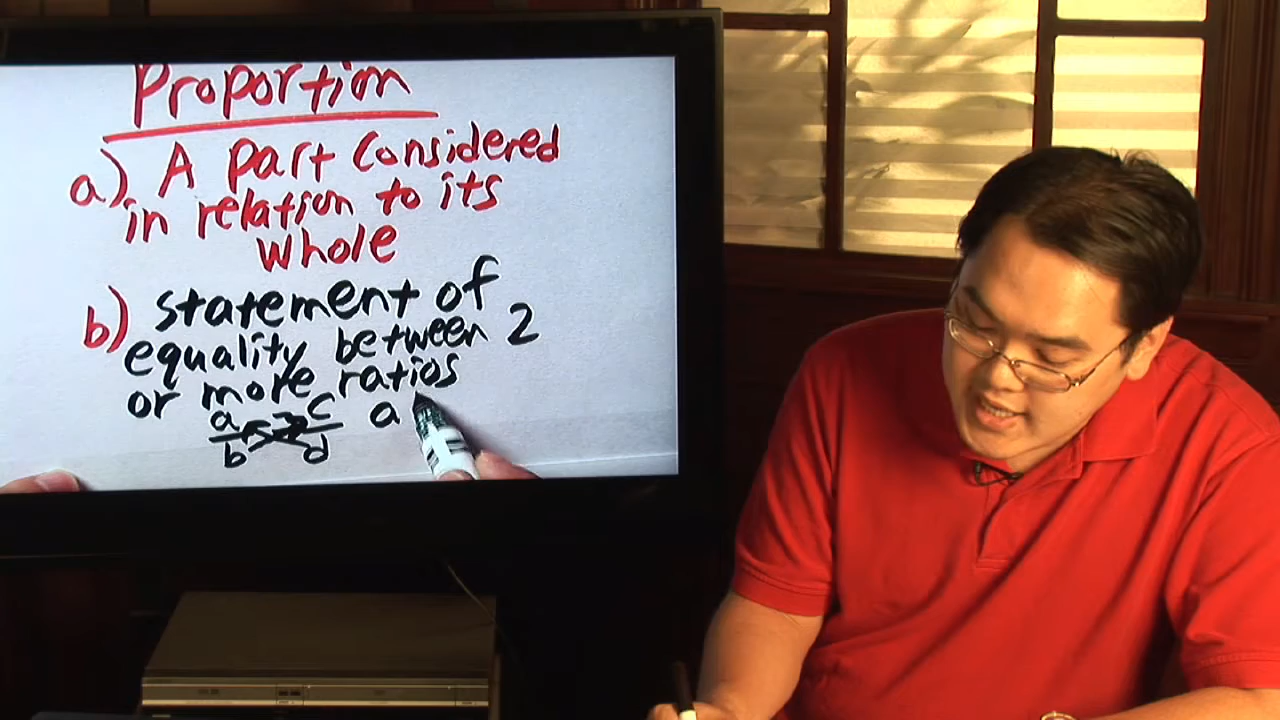 Proportion
a) A part Considered
in relation to its
Whole
b) statement of
equality between 2
or more ratios
a c a
b d